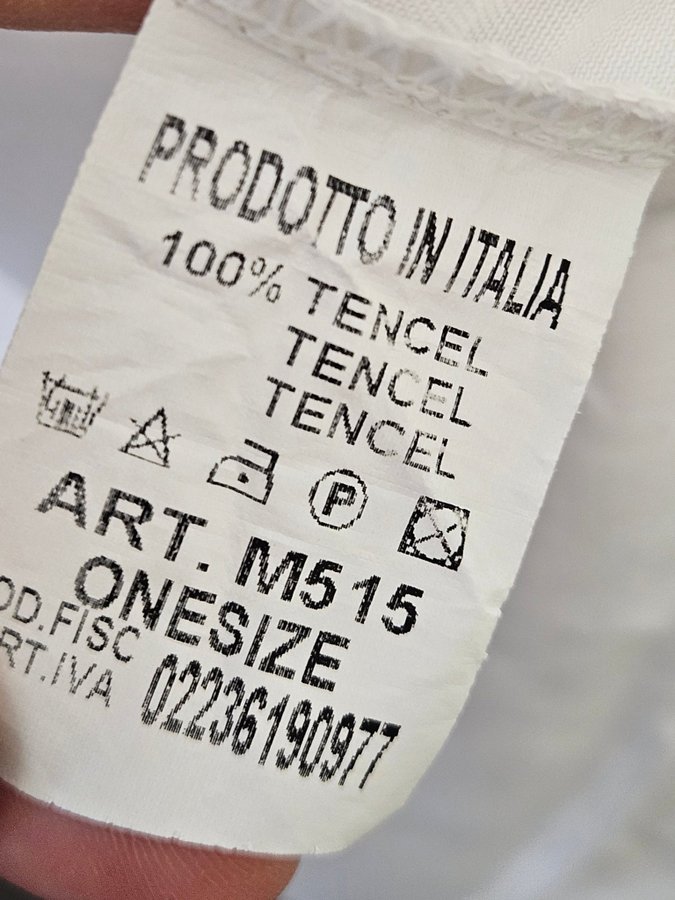 PRODOTTO IN ITALIA
100% TENCEL
TENCEL
TENCEL
P
ART. M515
ONESIZE
OD.FISC
RT.IVA 02236190977